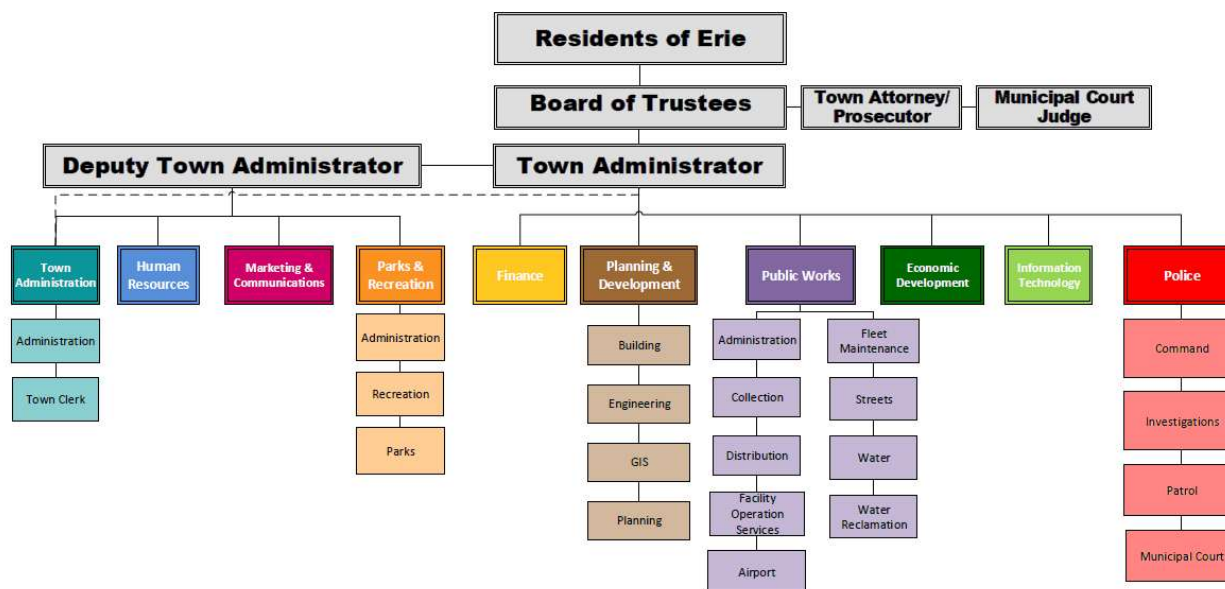 Residents of Erie
Board of Trustees
Town Attorney/
Prosecutor
Municipal Court
Judge
Deputy Town Administrator
Town Administrator
Town
Administration
Human
Resources
Marketing &
Communications
Parks &
Recreation
Finance
Planning &
Development
Public Works
Economic
Development
Information
Technology
Police
Administration
Town Clerk
Administration
Recreation
Parks
Building
Engineering
GIS
Planning
Administration
Collection
Distribution
Facility
Operation
Services
Airport
Fleet
Maintenance
Streets
Water
Water
Reclamation
Command
Investigations
Patrol
Municipal Court